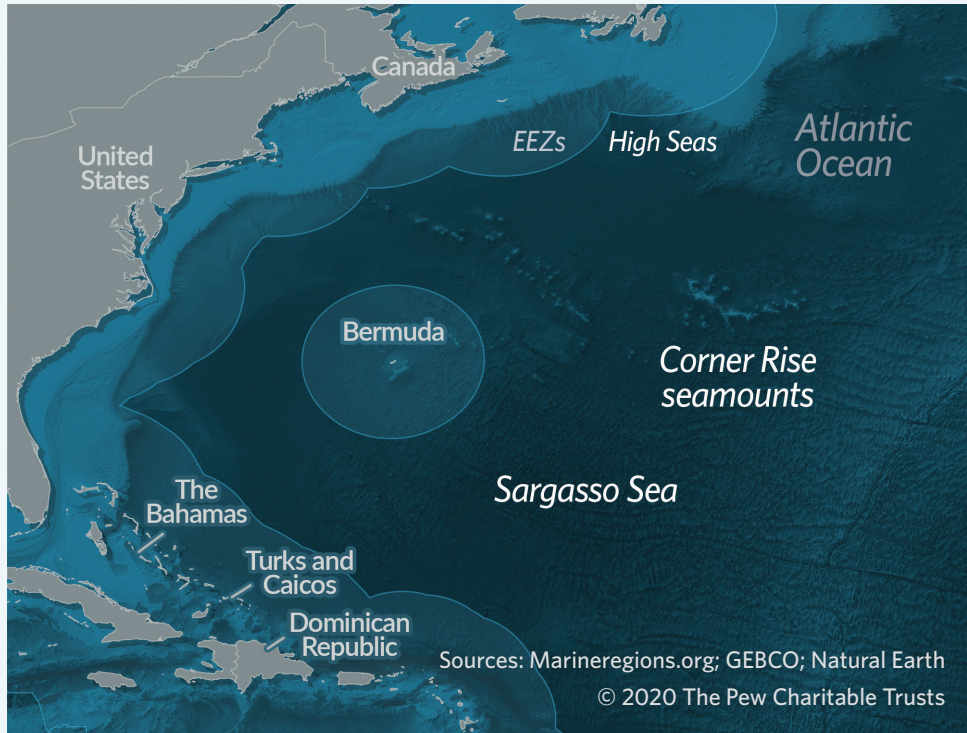 Canada
EEZs
High Seas
Atlantic
Ocean
United
States
Bermuda
Corner Rise
seamounts
Sargasso Sea
The
Bahamas
Turks and
Caicos
Dominican
Republic
Sources: Marineregions.org; GEBCO; Natural Earth
© 2020 The Pew Charitable Trusts